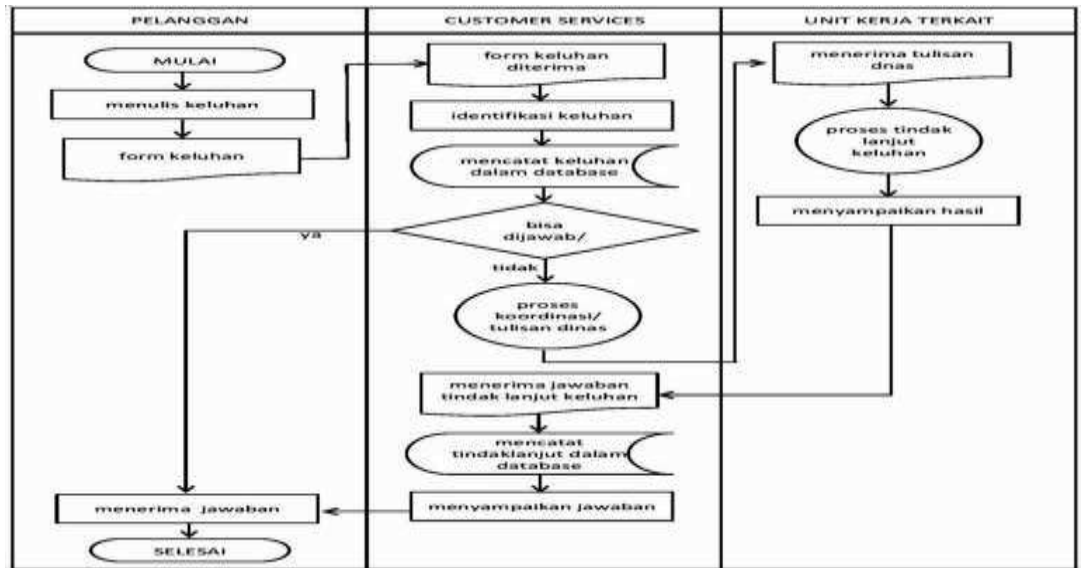 PELANGGAN
CUSTOMER SERVICES
UNIT KERJA TERKAIT
MULAI
menulis keluhan
form keluhan
form keluhan
diterima
identifikasi keluhan
mencatat keluhan
dalam database
bisa
dijawab/
ya
tidak
proses
koordinasi/
tulisan dinas
menerima tulisan
dnas
proses tindak
lanjut
keluhan
menyampaikan hasil
menerima jawaban
tindak lanjut keluhan
mencatat
tindaklanjut dalam
database
menyampaikan jawaban
menerima jawaban
SELESAI